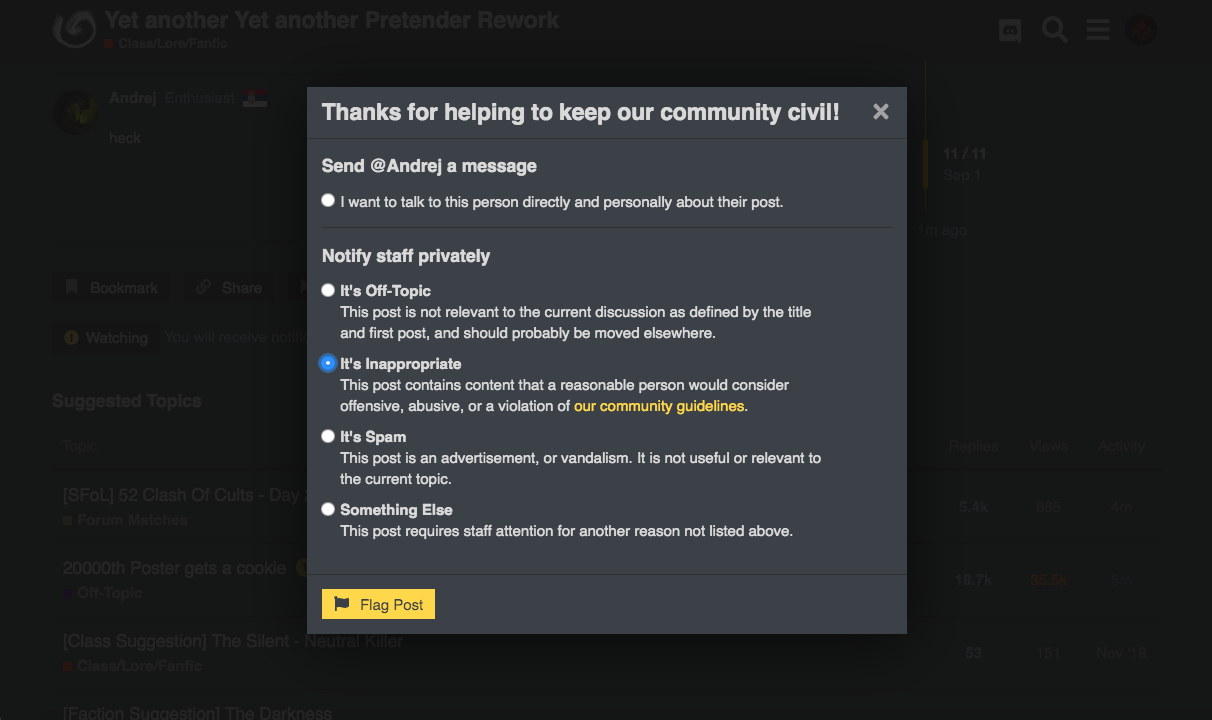 Yet another Yet another Pretender Rework
Class/Lore/Fanfic
Andrej Enthusiast
heck
11 / 11
Sep 1
1m ago
Thanks for helping to keep our community civil!
Send @Andrej a message
I want to talk to this person directly and personally about their post.
Notify staff privately
It's Off-Topic
This post is not relevant to the current discussion as defined by the title
and first post, and should probably be moved elsewhere.
It's Inappropriate
This post contains content that a reasonable person would consider
offensive, abusive, or a violation of our community guidelines.
It's Spam
This post is an advertisement, or vandalism. It is not useful or relevant to
the current topic.
Something Else
This post requires staff attention for another reason not listed above.
Flag Post
Bookmark Share
Watching You will receive
Suggested Topics
Topic Replies Views Activity
[SFoL] 52 Clash Of Cults - Day
Forum Matches
5.4k 865 4m
20000th Poster gets a cookie
Off-Topic
18.7k 35.5k 5m
[Class Suggestion] The Silent - Neutral Killer
Class/Lore/Fanfic
53 151 Nov '18
[Faction Suggestion] The Darkness